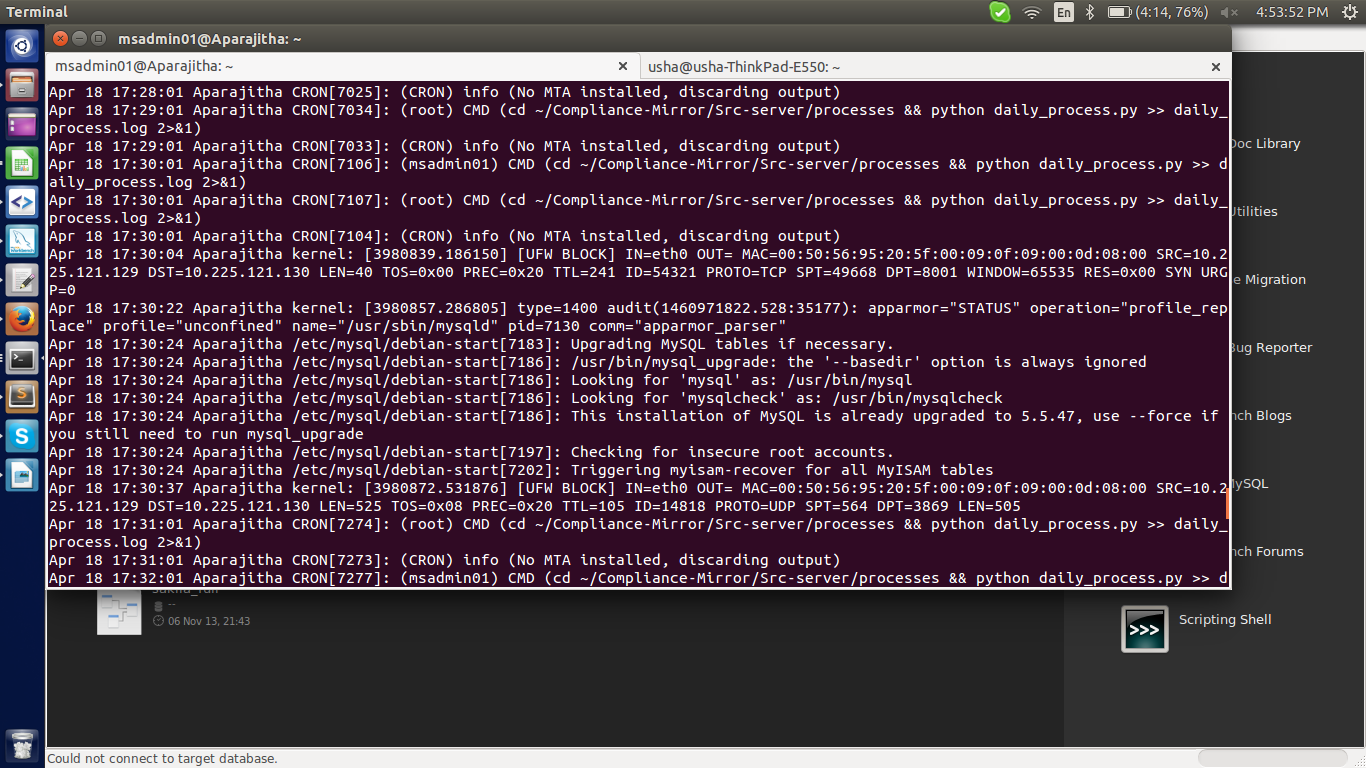 Terminal
En
(4:14, 76%)
4:53:52 PM
msadmin01@Aparajitha: ~
msadmin01@Aparajitha: ~
usha@usha-ThinkPad-E550: ~
Apr 18 17:28:01 Aparajitha CRON[7025]: (CRON) info (No MTA installed, discarding output)
Apr 18 17:29:01 Aparajitha CRON[7034]: (root) CMD (cd ~/Compliance-Mirror/Src-server/processes && python daily_process.py >> daily_
process.log 2>&1)
Apr 18 17:29:01 Aparajitha CRON[7033]: (CRON) info (No MTA installed, discarding output)
Apr 18 17:30:01 Aparajitha CRON[7106]: (msadmin01) CMD (cd ~/Compliance-Mirror/Src-server/processes && python daily_process.py >> d
aily_process.log 2>&1)
Apr 18 17:30:01 Aparajitha CRON[7107]: (root) CMD (cd ~/Compliance-Mirror/Src-server/processes && python daily_process.py >> daily_
process.log 2>&1)
Apr 18 17:30:01 Aparajitha CRON[7104]: (CRON) info (No MTA installed, discarding output)
Apr 18 17:30:04 Aparajitha kernel: [3980839.186150] [UFW BLOCK] IN=eth0 OUT= MAC=00:50:56:95:20:5f:00:09:0f:09:00:0d:08:00 SRC=10.2
25.121.129 DST=10.225.121.130 LEN=40 TOS=0x00 PREC=0x20 TTL=241 ID=54321 PROTO=TCP SPT=49668 DPT=8001 WINDOW=65535 RES=0x00 SYN URG
P=0
Apr 18 17:30:22 Aparajitha kernel: [3980857.286805] type=1400 audit(1460971822.528:35177): apparmor="STATUS" operation="profile_rep
lace" profile="unconfined" name="/usr/sbin/mysqld" pid=7130 comm="apparmor_parser"
Apr 18 17:30:24 Aparajitha /etc/mysql/debian-start[7183]: Upgrading MySQL tables if necessary.
Apr 18 17:30:24 Aparajitha /etc/mysql/debian-start[7186]: /usr/bin/mysql_upgrade: the '--basedir' option is always ignored
Apr 18 17:30:24 Aparajitha /etc/mysql/debian-start[7186]: Looking for 'mysql' as: /usr/bin/mysql
Apr 18 17:30:24 Aparajitha /etc/mysql/debian-start[7186]: Looking for 'mysqlcheck' as: /usr/bin/mysqlcheck
Apr 18 17:30:24 Aparajitha /etc/mysql/debian-start[7186]: This installation of MySQL is already upgraded to 5.5.47, use --force if
you still need to run mysql_upgrade
Apr 18 17:30:24 Aparajitha /etc/mysql/debian-start[7197]: Checking for insecure root accounts.
Apr 18 17:30:24 Aparajitha /etc/mysql/debian-start[7202]: Triggering myisam-recover for all MyISAM tables
Apr 18 17:30:37 Aparajitha kernel: [3980872.531876] [UFW BLOCK] IN=eth0 OUT= MAC=00:50:56:95:20:5f:00:09:0f:09:00:0d:08:00 SRC=10.2
25.121.129 DST=10.225.121.130 LEN=525 TOS=0x08 PREC=0x20 TTL=105 ID=14818 PROTO=UDP SPT=564 DPT=3869 LEN=505
Apr 18 17:31:01 Aparajitha CRON[7274]: (root) CMD (cd ~/Compliance-Mirror/Src-server/processes && python daily_process.py >> daily_
process.log 2>&1)
Apr 18 17:31:01 Aparajitha CRON[7273]: (CRON) info (No MTA installed, discarding output)
Apr 18 17:32:01 Aparajitha CRON[7277]: (msadmin01) CMD (cd ~/Compliance-Mirror/Src-server/processes && python daily_process.py >> d
Doc Library
Utilities
e Migration
Bug Reporter
nch Blogs
MySQL
nch Forums
Scripting Shell
--
06 Nov 13, 21:43
Could not connect to target database.